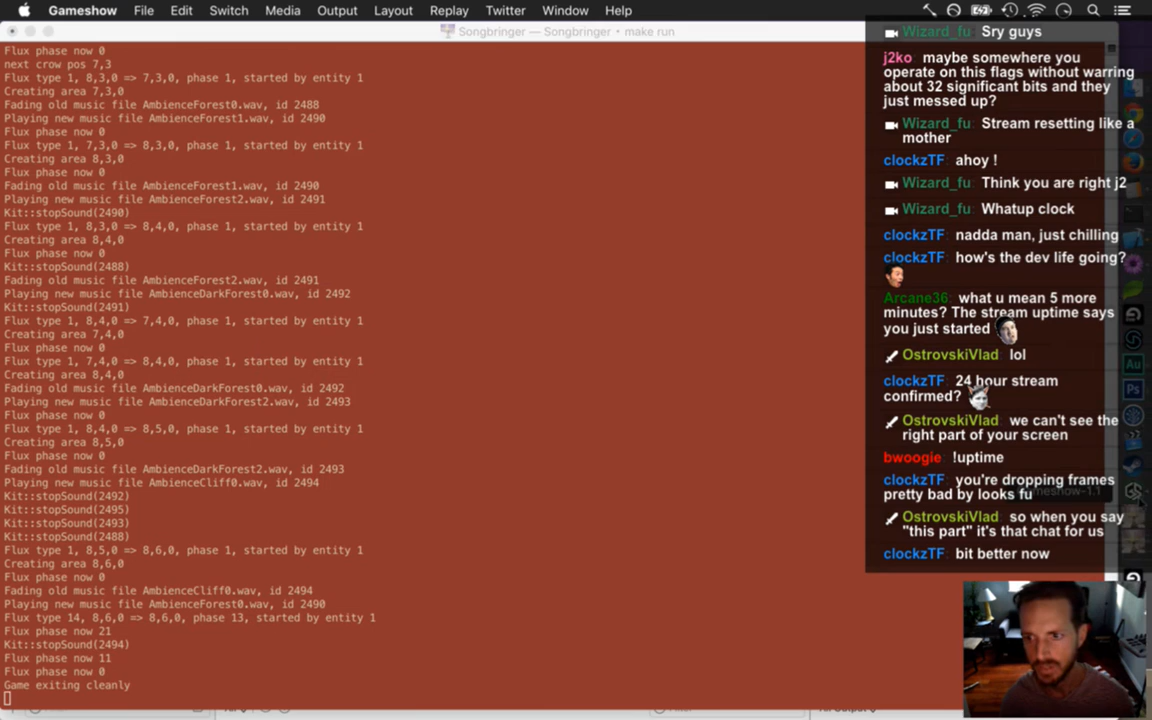 Gameshow File Edit Switch Media Output Layout Replay Twitter Window Help
Songbringer — Songbringer • make run
Flux phase now 0
next crow pos 7,3
Flux type 1, 8,3,0 => 7,3,0, phase 1, started by entity 1
Creating area 7,3,0
Fading old music file AmbienceForest0.wav, id 2488
Playing new music file AmbienceForest1.wav, id 2490
Flux phase now 0
Flux type 1, 7,3,0 => 8,3,0, phase 1, started by entity 1
Creating area 8,3,0
Flux phase now 0
Fading old music file AmbienceForest1.wav, id 2490
Playing new music file AmbienceForest2.wav, id 2491
Kit::stopSound(2490)
Flux type 1, 8,3,0 => 8,4,0, phase 1, started by entity 1
Creating area 8,4,0
Flux phase now 0
Kit::stopSound(2488)
Fading old music file AmbienceForest2.wav, id 2491
Playing new music file AmbienceDarkForest0.wav, id 2492
Kit::stopSound(2491)
Flux type 1, 8,4,0 => 7,4,0, phase 1, started by entity 1
Creating area 7,4,0
Flux phase now 0
Flux type 1, 7,4,0 => 8,4,0, phase 1, started by entity 1
Creating area 8,4,0
Flux phase now 0
Fading old music file AmbienceDarkForest0.wav, id 2492
Playing new music file AmbienceDarkForest2.wav, id 2493
Flux phase now 0
Flux type 1, 8,4,0 => 8,5,0, phase 1, started by entity 1
Creating area 8,5,0
Flux phase now 0
Fading old music file AmbienceDarkForest2.wav, id 2493
Playing new music file AmbienceCliff0.wav, id 2494
Kit::stopSound(2492)
Kit::stopSound(2495)
Kit::stopSound(2493)
Kit::stopSound(2488)
Flux type 1, 8,5,0 => 8,6,0, phase 1, started by entity 1
Creating area 8,6,0
Flux phase now 0
Fading old music file AmbienceCliff0.wav, id 2494
Playing new music file AmbienceForest0.wav, id 2490
Flux type 14, 8,6,0 => 8,6,0, phase 13, started by entity 1
Flux phase now 21
Kit::stopSound(2494)
Flux phase now 11
Flux phase now 0
Game exiting cleanly
Wizard_fu: Sry guys
j2ko: maybe somewhere you
operate on this flags without warring
about 32 significant bits and they
just messed up?
Wizard_fu: Stream resetting like a
mother
clockzTF: ahoy !
Wizard_fu: Think you are right j2
Wizard_fu: Whatup clock
clockzTF: nadda man, just chilling
clockzTF: how's the dev life going?
Arcane36: what u mean 5 more
minutes? The stream uptime says
you just started
OstrovskiVlad: lol
clockzTF: 24 hour stream
confirmed?
OstrovskiVlad: we can't see the
right part of your screen
bwoogie: !uptime
clockzTF: you're dropping frames
pretty bad by looks fu
OstrovskiVlad: so when you say
"this part" it's that chat for us
clockzTF: bit better now
Au
Ps